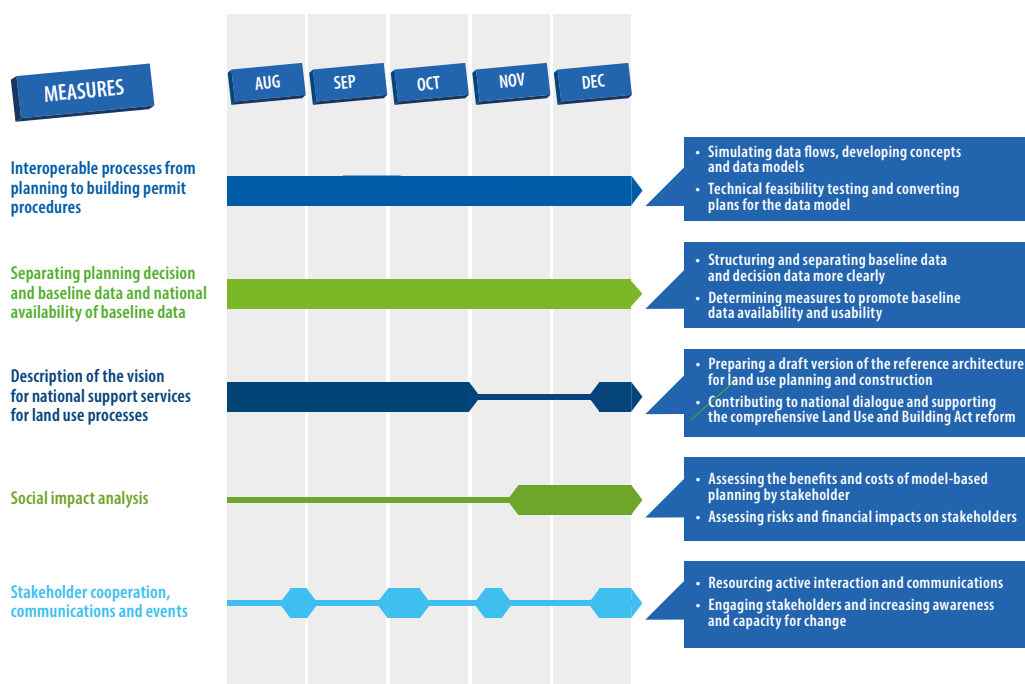 MEASURES
AUG
SEP
OCT
NOV
DEC
Interoperable processes from
planning to building permit
procedures
• Simulating data flows, developing concepts
and data models
• Technical feasibility testing and converting
plans for the data model
Separating planning decision
and baseline data and national
availability of baseline data
• Structuring and separating baseline data
and decision data more clearly
• Determining measures to promote baseline
data availability and usability
Description of the vision
for national support services
for land use processes
• Preparing a draft version of the reference architecture
for land use planning and construction
• Contributing to national dialogue and supporting
the comprehensive Land Use and Building Act reform
Social impact analysis
• Assessing the benefits and costs of model-based
planning by stakeholder
• Assessing risks and financial impacts on stakeholders
Stakeholder cooperation,
communications and events
• Resourcing active interaction and communications
• Engaging stakeholders and increasing awareness
and capacity for change